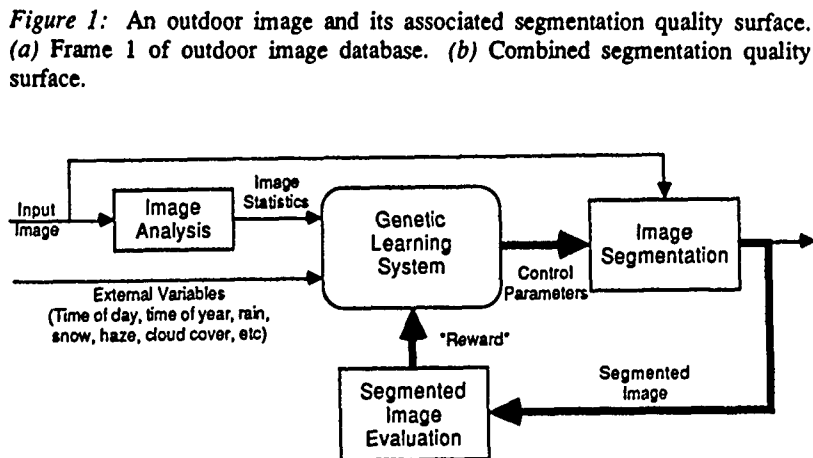 Figure 1: An outdoor image and its associated segmentation quality surface.
(a) Frame 1 of outdoor image database. (b) Combined segmentation quality
surface.
Input
Image
Image
Analysis
Image
Statistics
Genetic
Learning
System
Control
Parameters
Image
Segmentation
External Variables
(Time of day, time of year, rain,
snow, haze, cloud cover, etc)
"Reward"
Segmented
Image
Evaluation
Segmented
Image